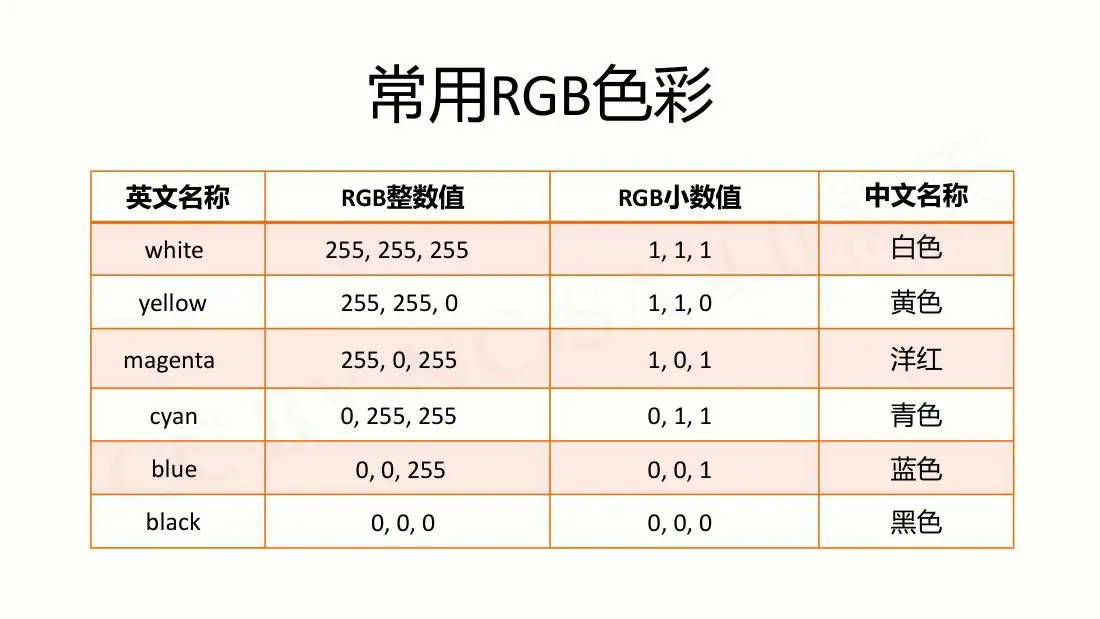 常用RGB色彩
英文名称 RGB整数值 RGB小数值 中文名称
white 255, 255, 255 1, 1, 1 白色
yellow 255, 255, 0 1, 1, 0 黄色
magenta 255, 0, 255 1, 0, 1 洋红
cyan 0, 255, 255 0, 1, 1 青色
blue 0, 0, 255 0, 0, 1 蓝色
black 0, 0, 0 0, 0, 0 黑色